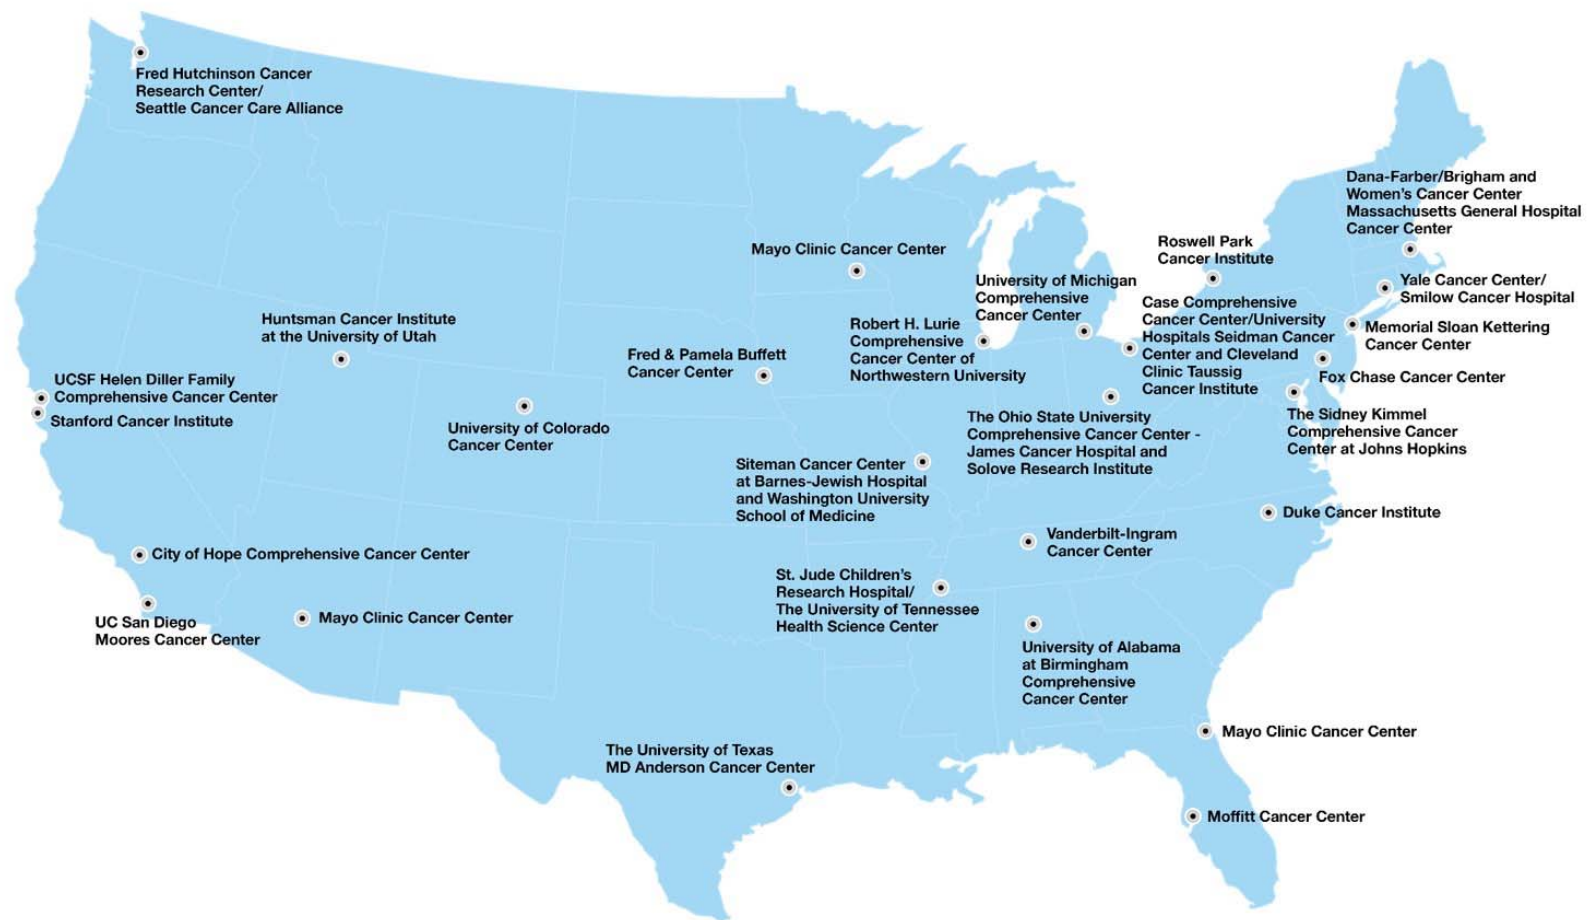 Fred Hutchinson Cancer
Research Center/
Seattle Cancer Care Alliance
Dana-Farber/Brigham and
Women's Cancer Center
Massachusetts General Hospital
Cancer Center
Roswell Park
Cancer Institute
Mayo Clinic Cancer Center
University of Michigan
Comprehensive
Cancer Center
Yale Cancer Center/
Smilow Cancer Hospital
Case Comprehensive
Cancer Center/University
Hospitals Seidman Cancer
Center and Cleveland
Clinic Taussig
Cancer Institute
Huntsman Cancer Institute
at the University of Utah
Robert H. Lurie
Comprehensive
Cancer Center of
Northwestern University
Memorial Sloan Kettering
Cancer Center
Fred & Pamela Buffett
Cancer Center
Fox Chase Cancer Center
UCSF Helen Diller Family
Comprehensive Cancer Center
Stanford Cancer Institute
University of Colorado
Cancer Center
The Ohio State University
Comprehensive Cancer Center -
James Cancer Hospital and
Solove Research Institute
The Sidney Kimmel
Comprehensive Cancer
Center at Johns Hopkins
Siteman Cancer Center
at Barnes-Jewish Hospital
and Washington University
School of Medicine
Duke Cancer Institute
Vanderbilt-Ingram
Cancer Center
City of Hope Comprehensive Cancer Center
St. Jude Children's
Research Hospital/
The University of Tennessee
Health Science Center
UC San Diego
Moores Cancer Center
Mayo Clinic Cancer Center
University of Alabama
at Birmingham
Comprehensive
Cancer Center
Mayo Clinic Cancer Center
The University of Texas
MD Anderson Cancer Center
Moffitt Cancer Center